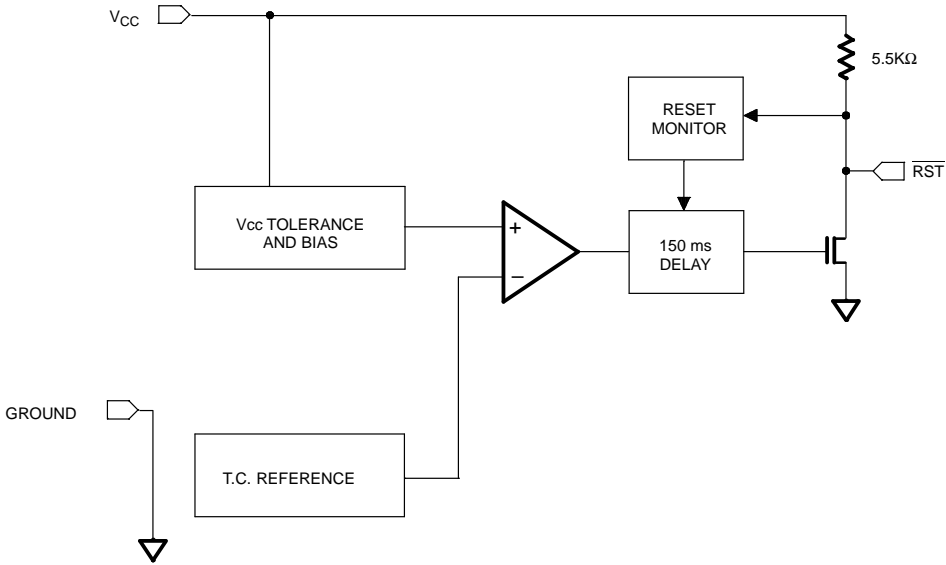 VCC
5.5KΩ
RESET
MONITOR
RST
Vcc TOLERANCE
AND BIAS
+
−
150 ms
DELAY
GROUND
T.C. REFERENCE